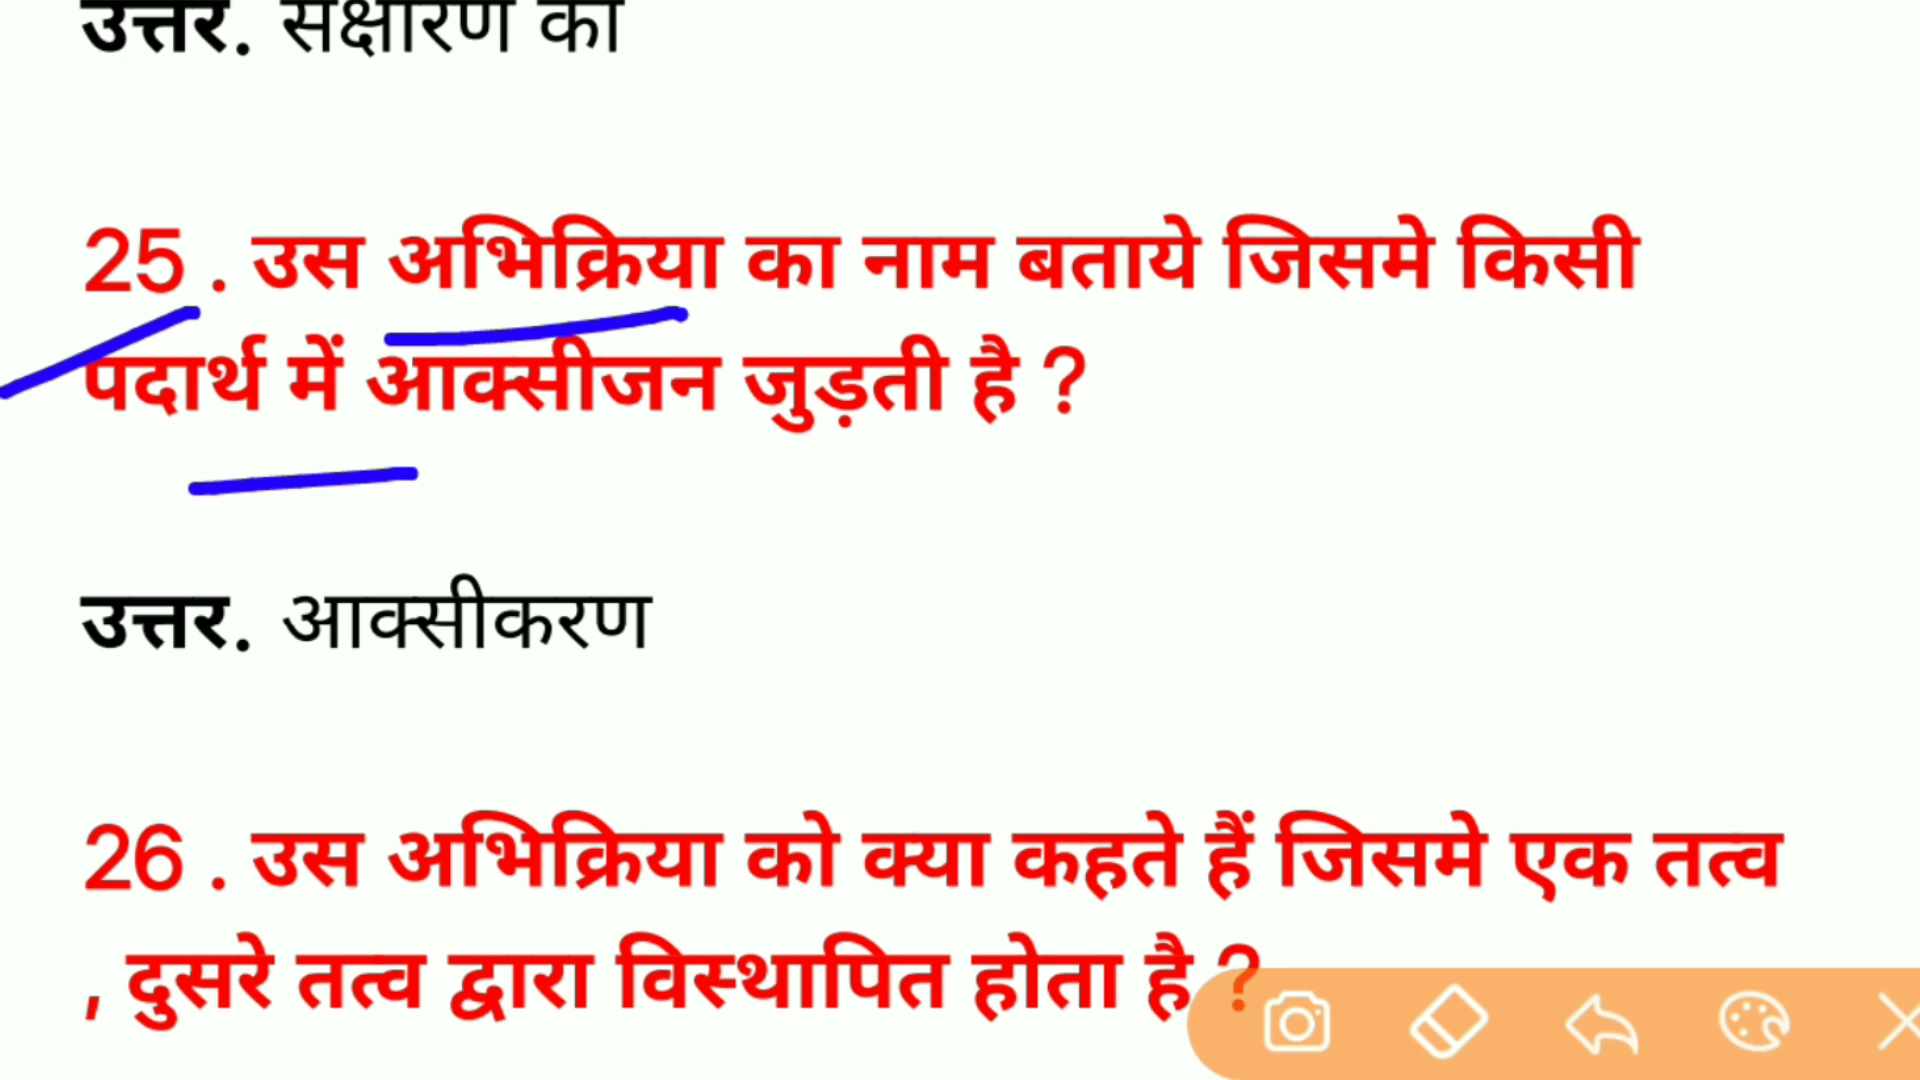 उत्तर. संक्षारण का
25 . उस अभिक्रिया का नाम बताये जिसमे किसी
पदार्थ में आक्सीजन जुड़ती है ?
उत्तर. आक्सीकरण
26 . उस अभिक्रिया को क्या कहते हैं जिसमे एक तत्व
, दुसरे तत्व द्वारा विस्थापित होता है ?